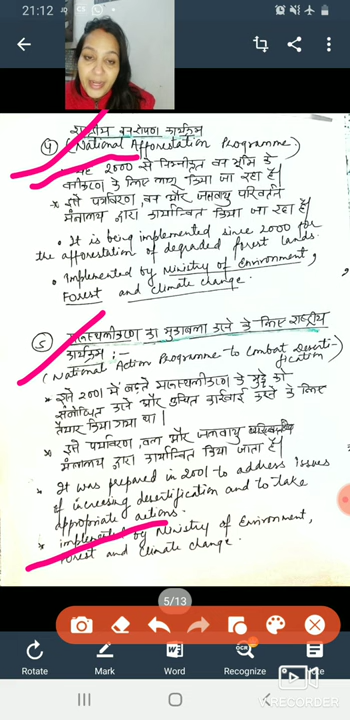 21:12
राष्ट्रीय वनरोपण कार्यक्रम
4) (National Afforestation Programme)
2000 से निम्नीकृत वन भूमि के
वनीकरण के लिए लागू किया जा रहा है।
* इसे पर्यावरण, वन और जलवायु परिवर्तन
मंत्रालय द्वारा कार्यान्वित किया जा रहा है।
• It is being implemented since 2000 for
the afforestation of degraded forest lands.
• Implemented by Ministry of Environment,
Forest and climate change.
5) मरुस्थलीकरण का मुकाबला करने के लिए राष्ट्रीय
कार्यक्रम :-
(National Action Programme to Combat Desertification)
* इसे 2001 में बढ़ते मरुस्थलीकरण के मुद्दे को
संबोधित करने और उचित कार्रवाई करने के लिए
तैयार किया गया था।
* इसे पर्यावरण, वन और जलवायु परिवर्तन
मंत्रालय द्वारा कार्यान्वित किया जाता है।
* It was prepared in 2001 to address issues
of increasing desertification and to take
appropriate actions.
* implemented by Ministry of Environment,
Forest and climate change.
5/13
Rotate
Mark
Word
OCR
Recognize
VRECORDER